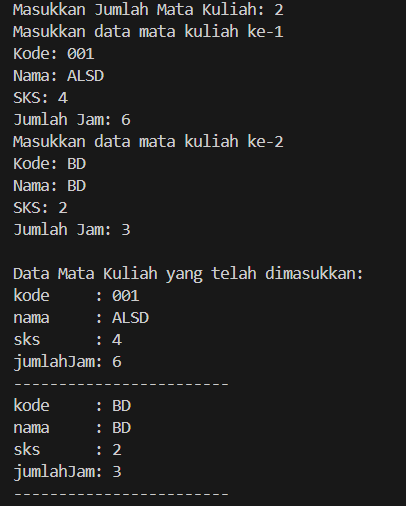 Masukkan Jumlah Mata Kuliah: 2
Masukkan data mata kuliah ke-1
Kode: 001
Nama: ALSD
SKS: 4
Jumlah Jam: 6
Masukkan data mata kuliah ke-2
Kode: BD
Nama: BD
SKS: 2
Jumlah Jam: 3

Data Mata Kuliah yang telah dimasukkan:
kode     : 001
nama     : ALSD
sks      : 4
jumlahJam: 6
------------------------
kode     : BD
nama     : BD
sks      : 2
jumlahJam: 3
------------------------